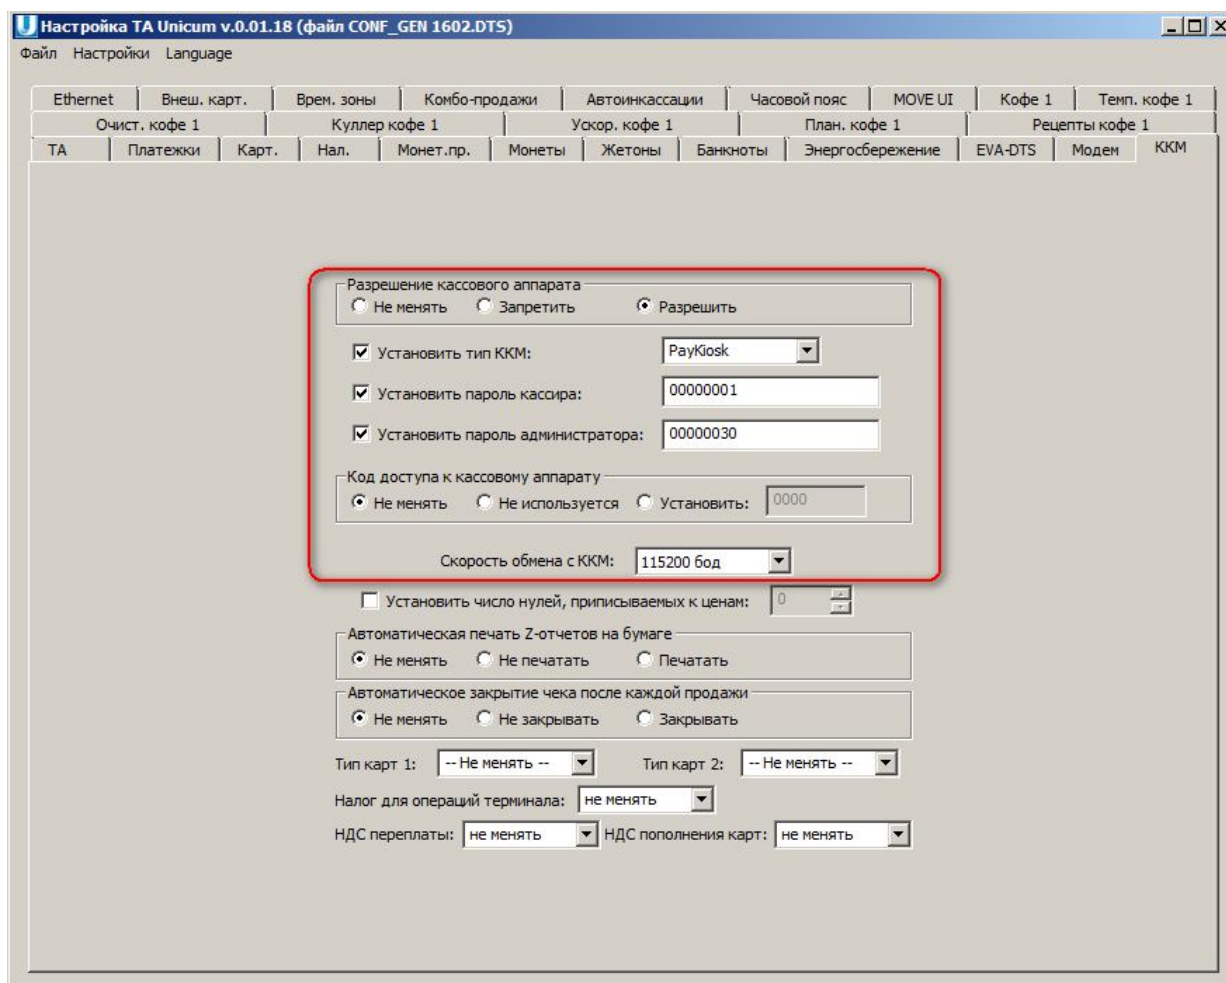 Настройка TA Unicum v.0.01.18 (файл CONF_GEN 1602.DTS)
Файл Настройки Language
Ethernet Внеш. карт. Врем. зоны Комбо-продажи Автоинкассации Часовой пояс MOVE UI Кофе 1 Темп. кофе 1
Очист. кофе 1 Куллер кофе 1 Ускор. кофе 1 План. кофе 1 Рецепты кофе 1
ТА Платежки Карт. Нал. Монет.пр. Монеты Жетоны Банкноты Энергосбережение EVA-DTS Модем ККМ
Разрешение кассового аппарата
Не менять Запретить Разрешить
Установить тип ККМ: PayKiosk
Установить пароль кассира: 00000001
Установить пароль администратора: 00000030
Код доступа к кассовому аппарату
Не менять Не используется Установить: 0000
Скорость обмена с ККМ: 115200 бод
Установить число нулей, приписываемых к ценам: 0
Автоматическая печать Z-отчетов на бумаге
Не менять Не печатать Печатать
Автоматическое закрытие чека после каждой продажи
Не менять Не закрывать Закрывать
Тип карт 1: -- Не менять -- Тип карт 2: -- Не менять --
Налог для операций терминала: не менять
НДС переплаты: не менять НДС пополнения карт: не менять